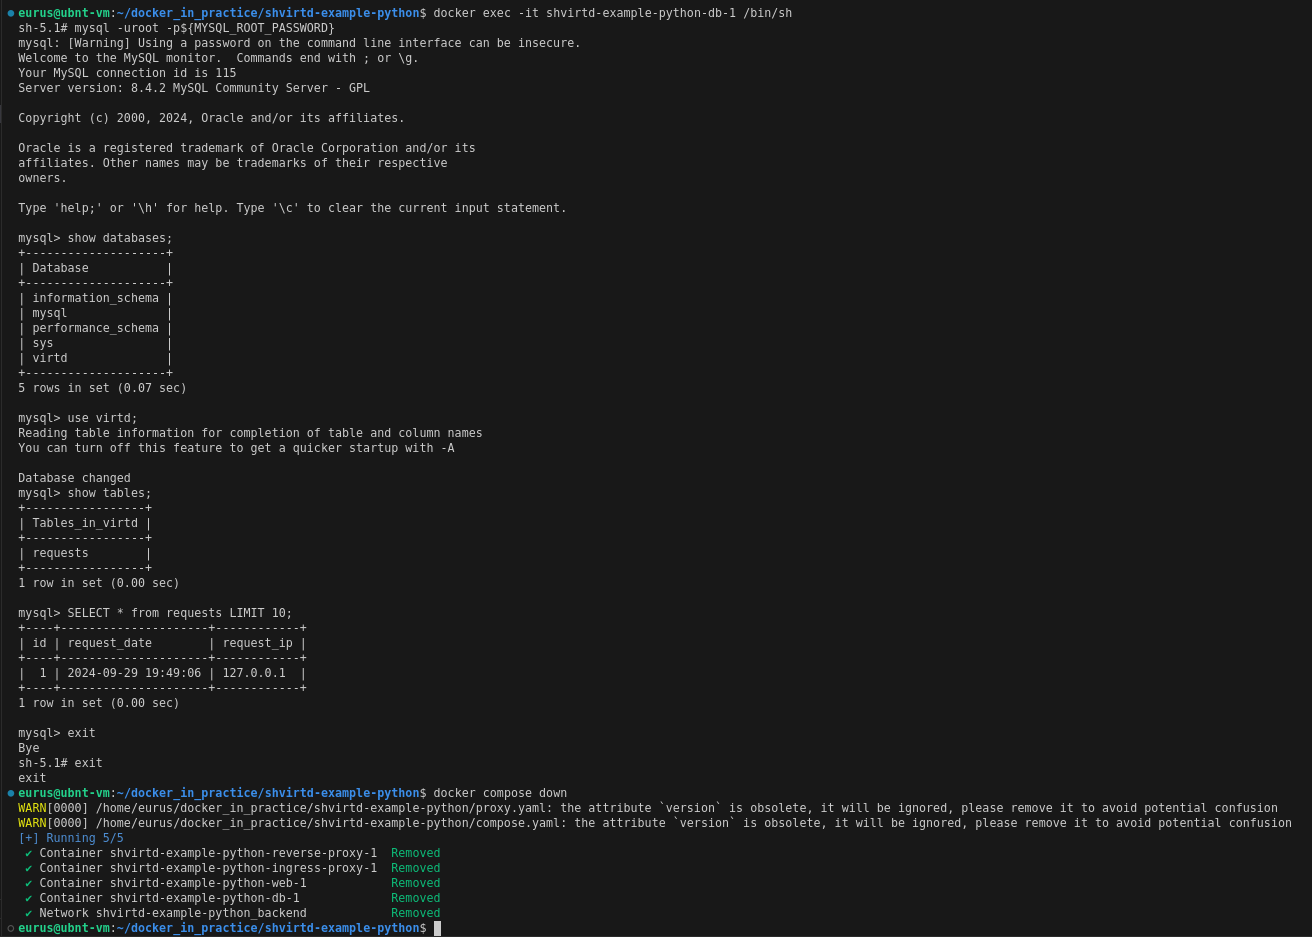 eurus@ubnt-vm:~/docker_in_practice/shvirtd-example-python$ docker exec -it shvirtd-example-python-db-1 /bin/sh
sh-5.1# mysql -uroot -p${MYSQL_ROOT_PASSWORD}
mysql: [Warning] Using a password on the command line interface can be insecure.
Welcome to the MySQL monitor.  Commands end with ; or \g.
Your MySQL connection id is 115
Server version: 8.4.2 MySQL Community Server - GPL

Copyright (c) 2000, 2024, Oracle and/or its affiliates.

Oracle is a registered trademark of Oracle Corporation and/or its
affiliates. Other names may be trademarks of their respective
owners.

Type 'help;' or '\h' for help. Type '\c' to clear the current input statement.

mysql> show databases;
+--------------------+
| Database           |
+--------------------+
| information_schema |
| mysql              |
| performance_schema |
| sys                |
| virtd              |
+--------------------+
5 rows in set (0.07 sec)

mysql> use virtd;
Reading table information for completion of table and column names
You can turn off this feature to get a quicker startup with -A

Database changed
mysql> show tables;
+-----------------+
| Tables_in_virtd |
+-----------------+
| requests        |
+-----------------+
1 row in set (0.00 sec)

mysql> SELECT * from requests LIMIT 10;
+----+---------------------+------------+
| id | request_date        | request_ip |
+----+---------------------+------------+
|  1 | 2024-09-29 19:49:06 | 127.0.0.1  |
+----+---------------------+------------+
1 row in set (0.00 sec)

mysql> exit
Bye
sh-5.1# exit
exit
eurus@ubnt-vm:~/docker_in_practice/shvirtd-example-python$ docker compose down
WARN[0000] /home/eurus/docker_in_practice/shvirtd-example-python/proxy.yaml: the attribute `version` is obsolete, it will be ignored, please remove it to avoid potential confusion
WARN[0000] /home/eurus/docker_in_practice/shvirtd-example-python/compose.yaml: the attribute `version` is obsolete, it will be ignored, please remove it to avoid potential confusion
[+] Running 5/5
 ✔ Container shvirtd-example-python-reverse-proxy-1  Removed
 ✔ Container shvirtd-example-python-ingress-proxy-1  Removed
 ✔ Container shvirtd-example-python-web-1            Removed
 ✔ Container shvirtd-example-python-db-1             Removed
 ✔ Network shvirtd-example-python_backend            Removed
eurus@ubnt-vm:~/docker_in_practice/shvirtd-example-python$